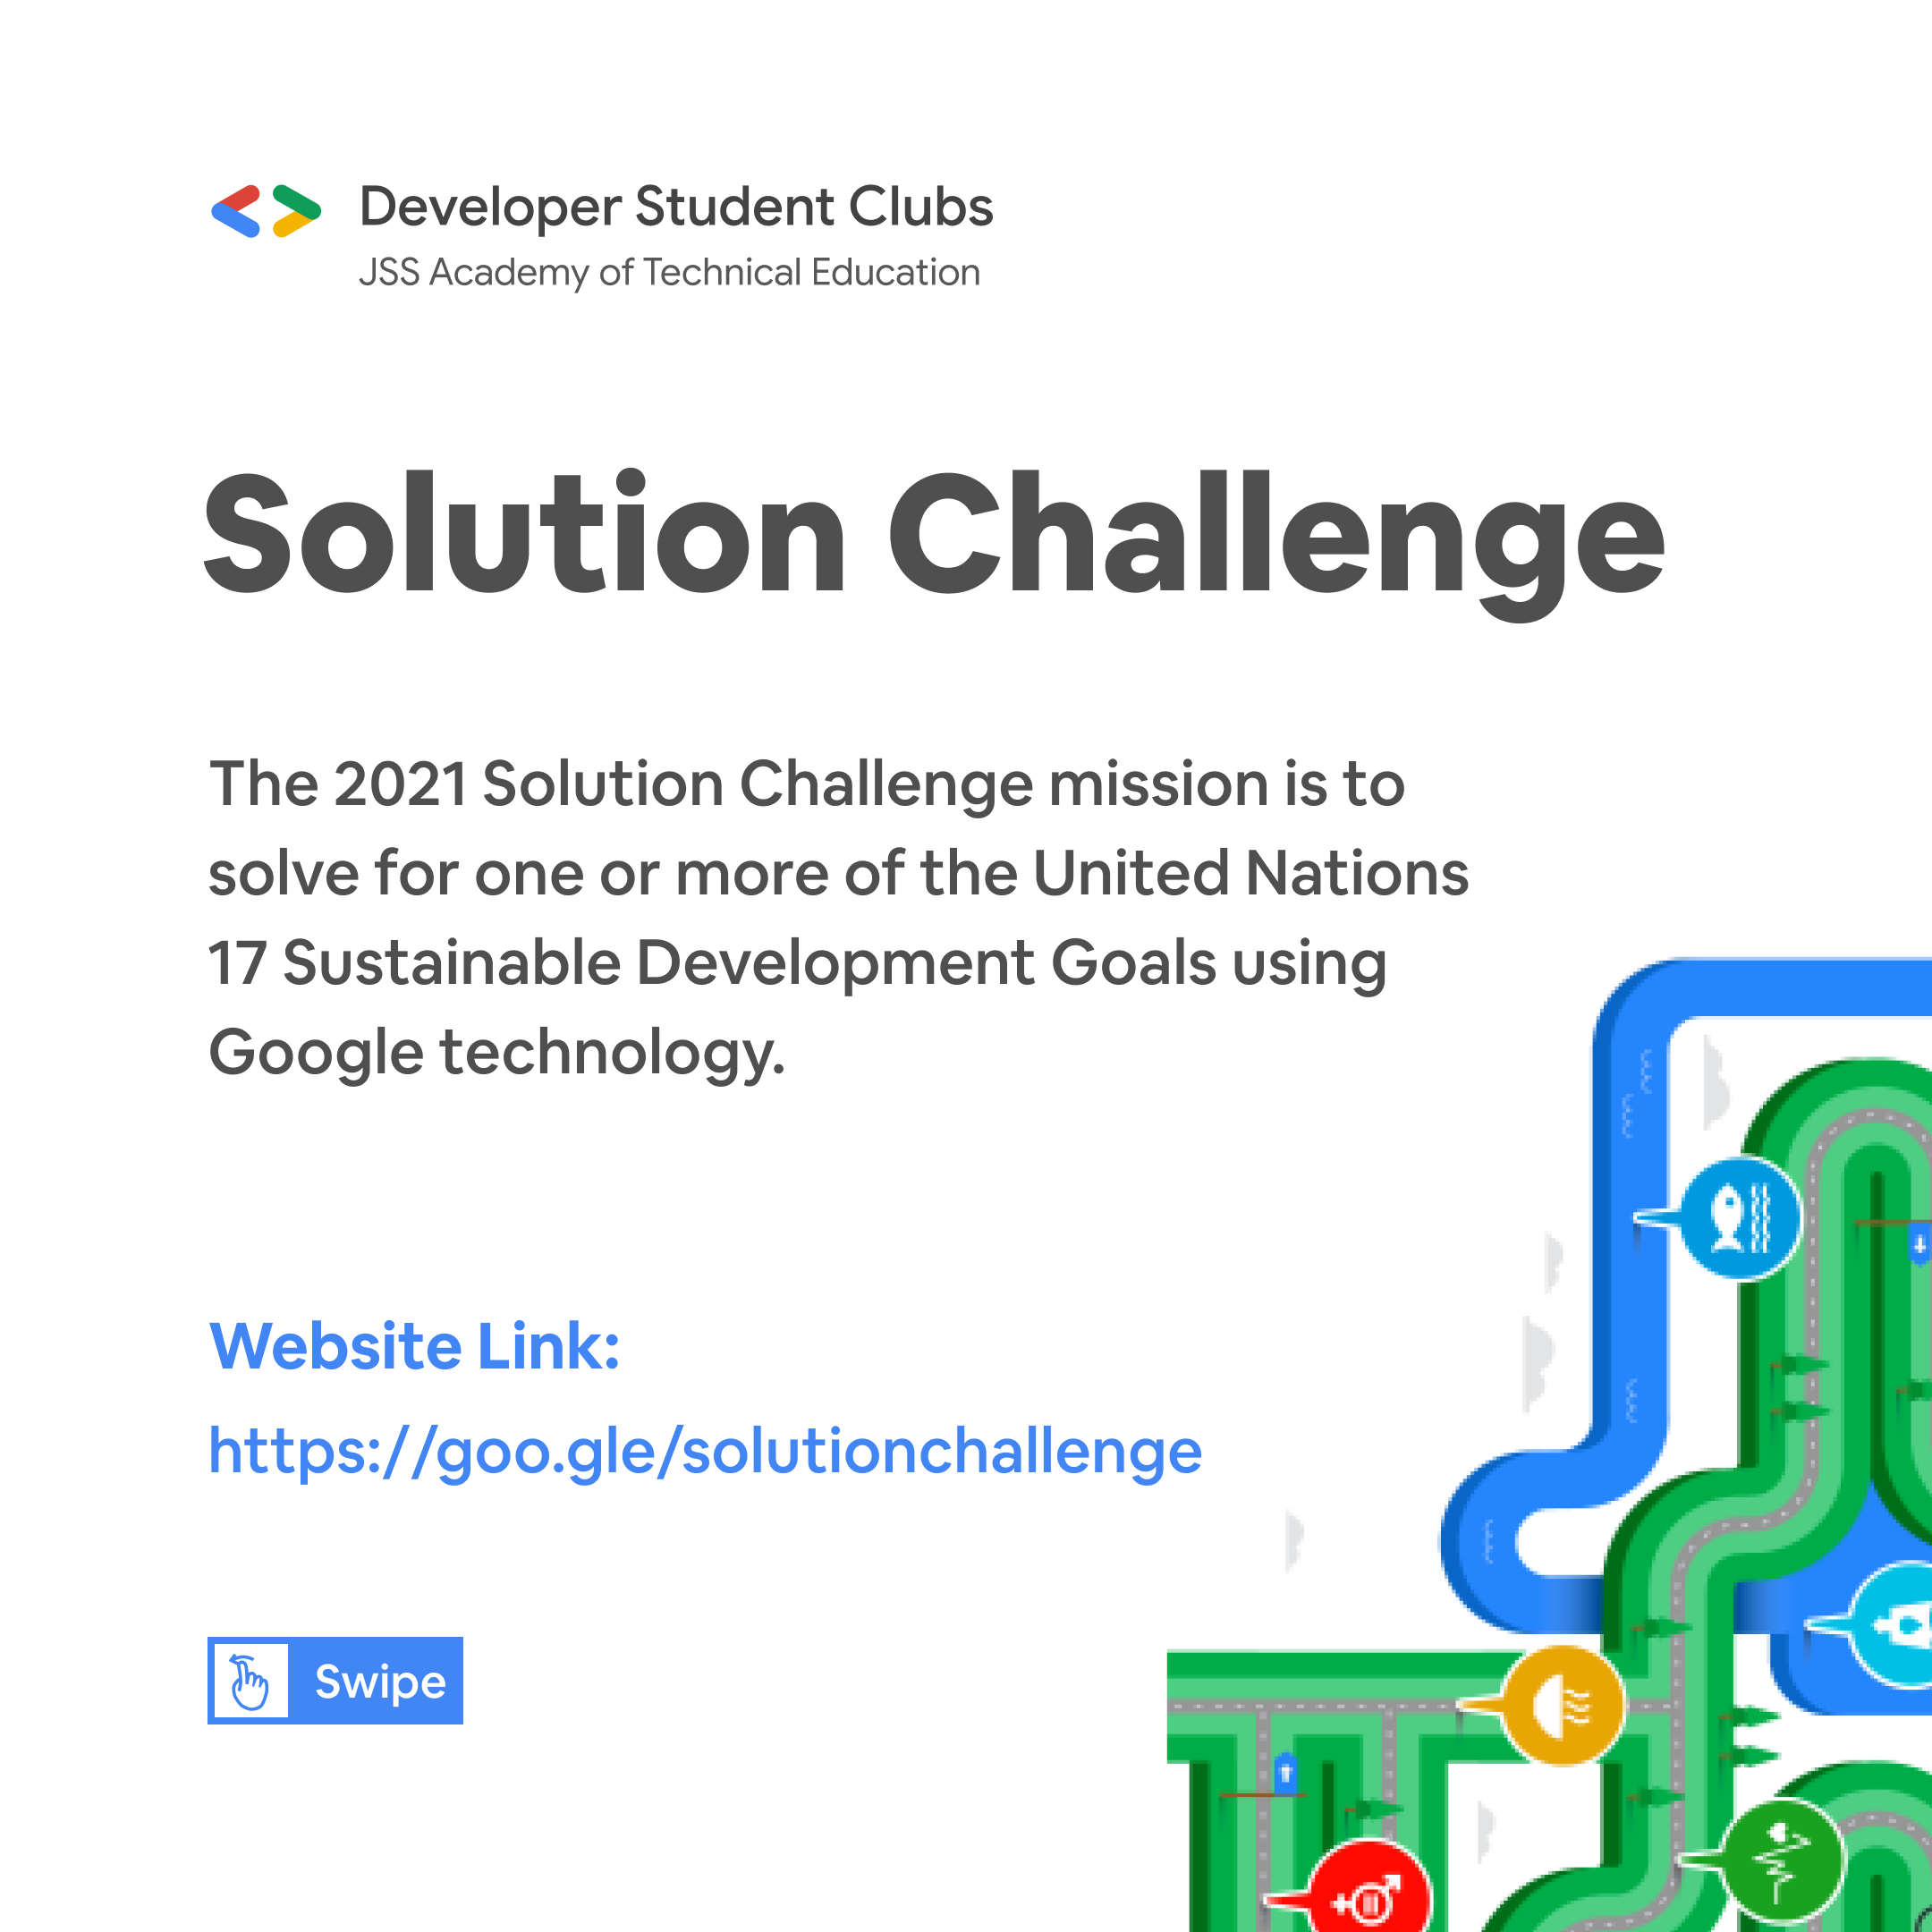 Developer Student Clubs
JSS Academy of Technical Education
Solution Challenge
The 2021 Solution Challenge mission is to
solve for one or more of the United Nations
17 Sustainable Development Goals using
Google technology.
Website Link:
https://goo.gle/solutionchallenge
Swipe